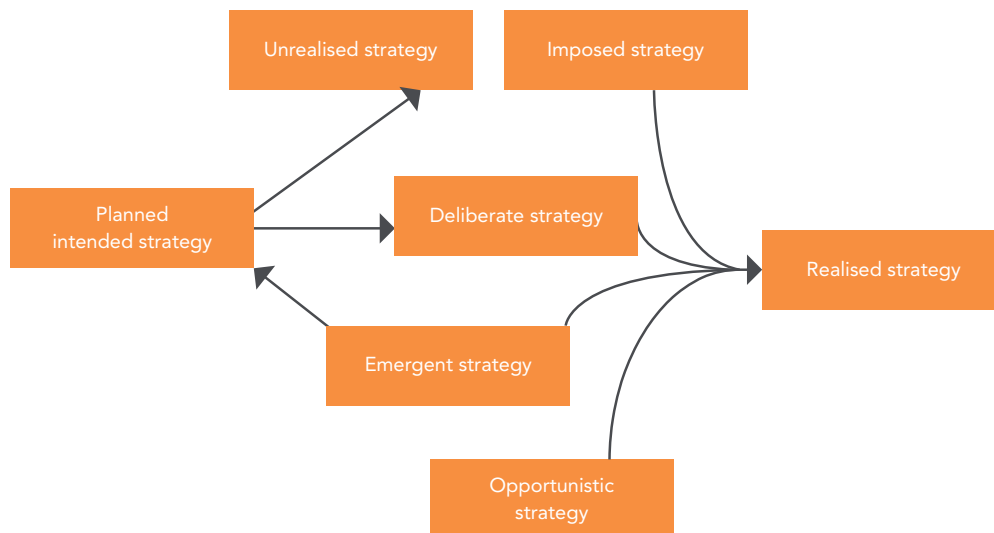 Unrealised strategy
Imposed strategy
Planned
intended strategy
Deliberate strategy
Realised strategy
Emergent strategy
Opportunistic
strategy